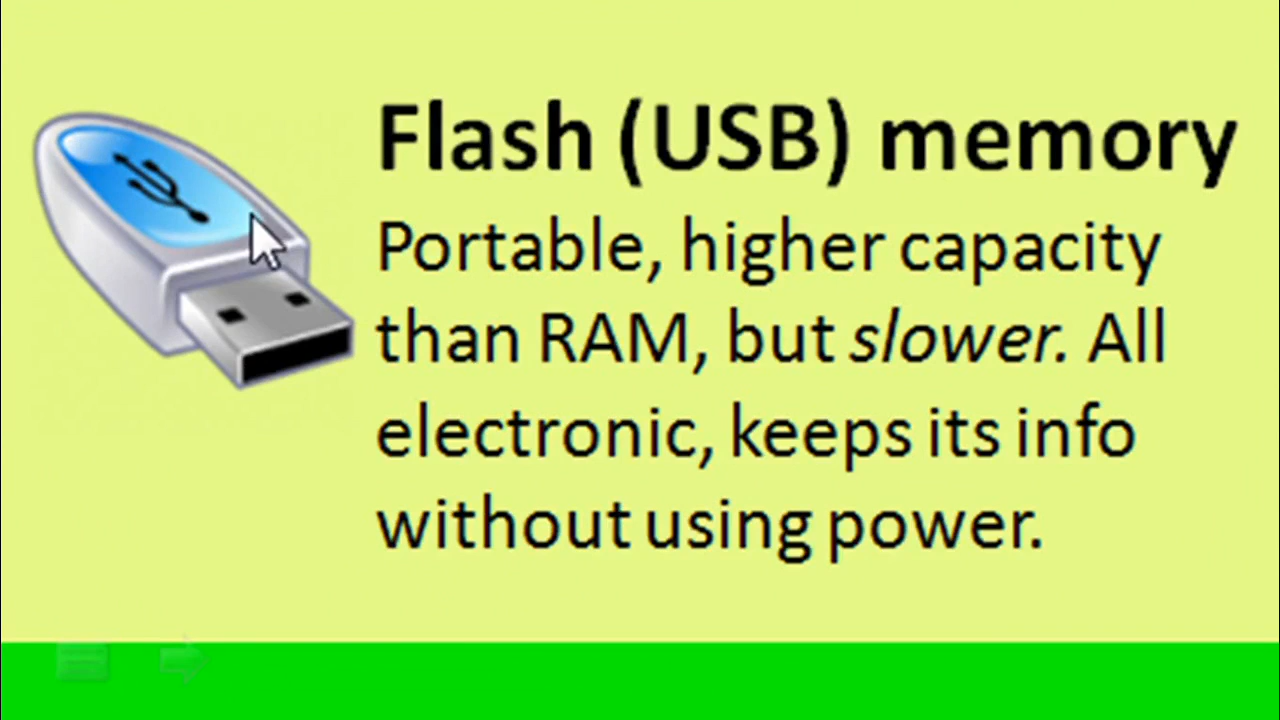 Flash (USB) memory
Portable, higher capacity
than RAM, but slower. All
electronic, keeps its info
without using power.